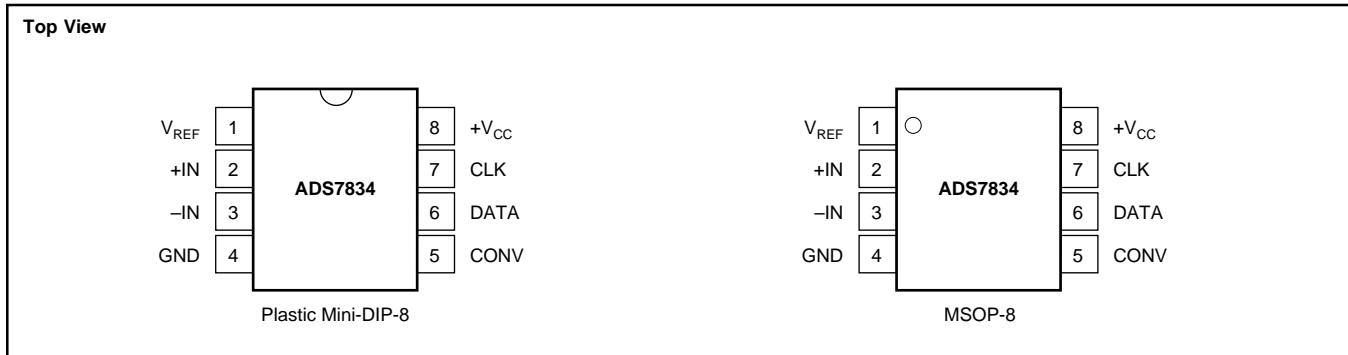 Top View
V_REF 1 8 +V_CC
+IN 2 7 CLK
ADS7834
–IN 3 6 DATA
GND 4 5 CONV
Plastic Mini-DIP-8
V_REF 1 8 +V_CC
+IN 2 7 CLK
ADS7834
–IN 3 6 DATA
GND 4 5 CONV
MSOP-8